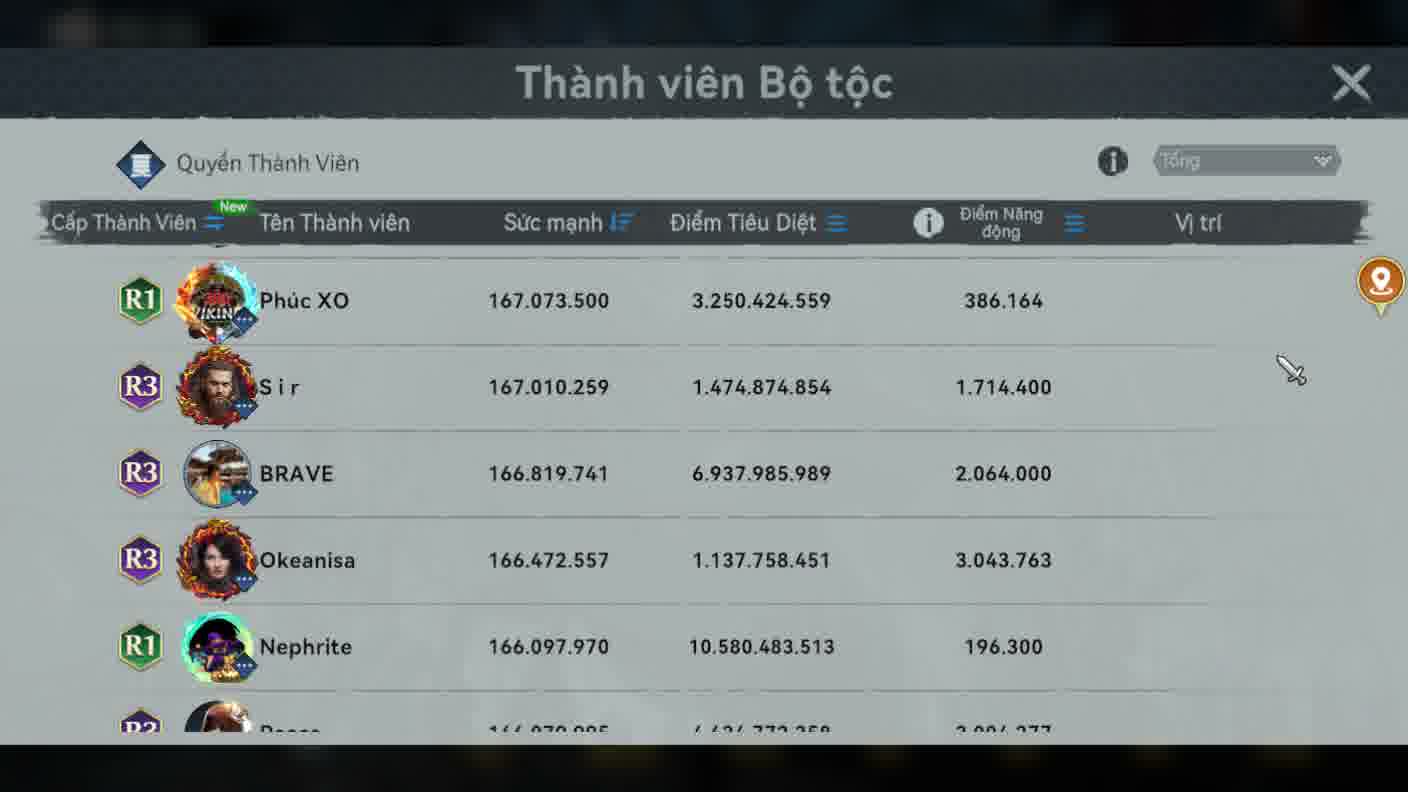 Thành viên Bộ tộc
Quyền Thành Viên
Tổng
Cấp Thành Viên New Tên Thành viên Sức mạnh Điểm Tiêu Diệt Điểm Năng động Vị trí
R1 VIKIN Phúc XO 167.073.500 3.250.424.559 386.164
R3 S i r 167.010.259 1.474.874.854 1.714.400
R3 BRAVE 166.819.741 6.937.985.989 2.064.000
R3 Okeanisa 166.472.557 1.137.758.451 3.043.763
R1 Nephrite 166.097.970 10.580.483.513 196.300